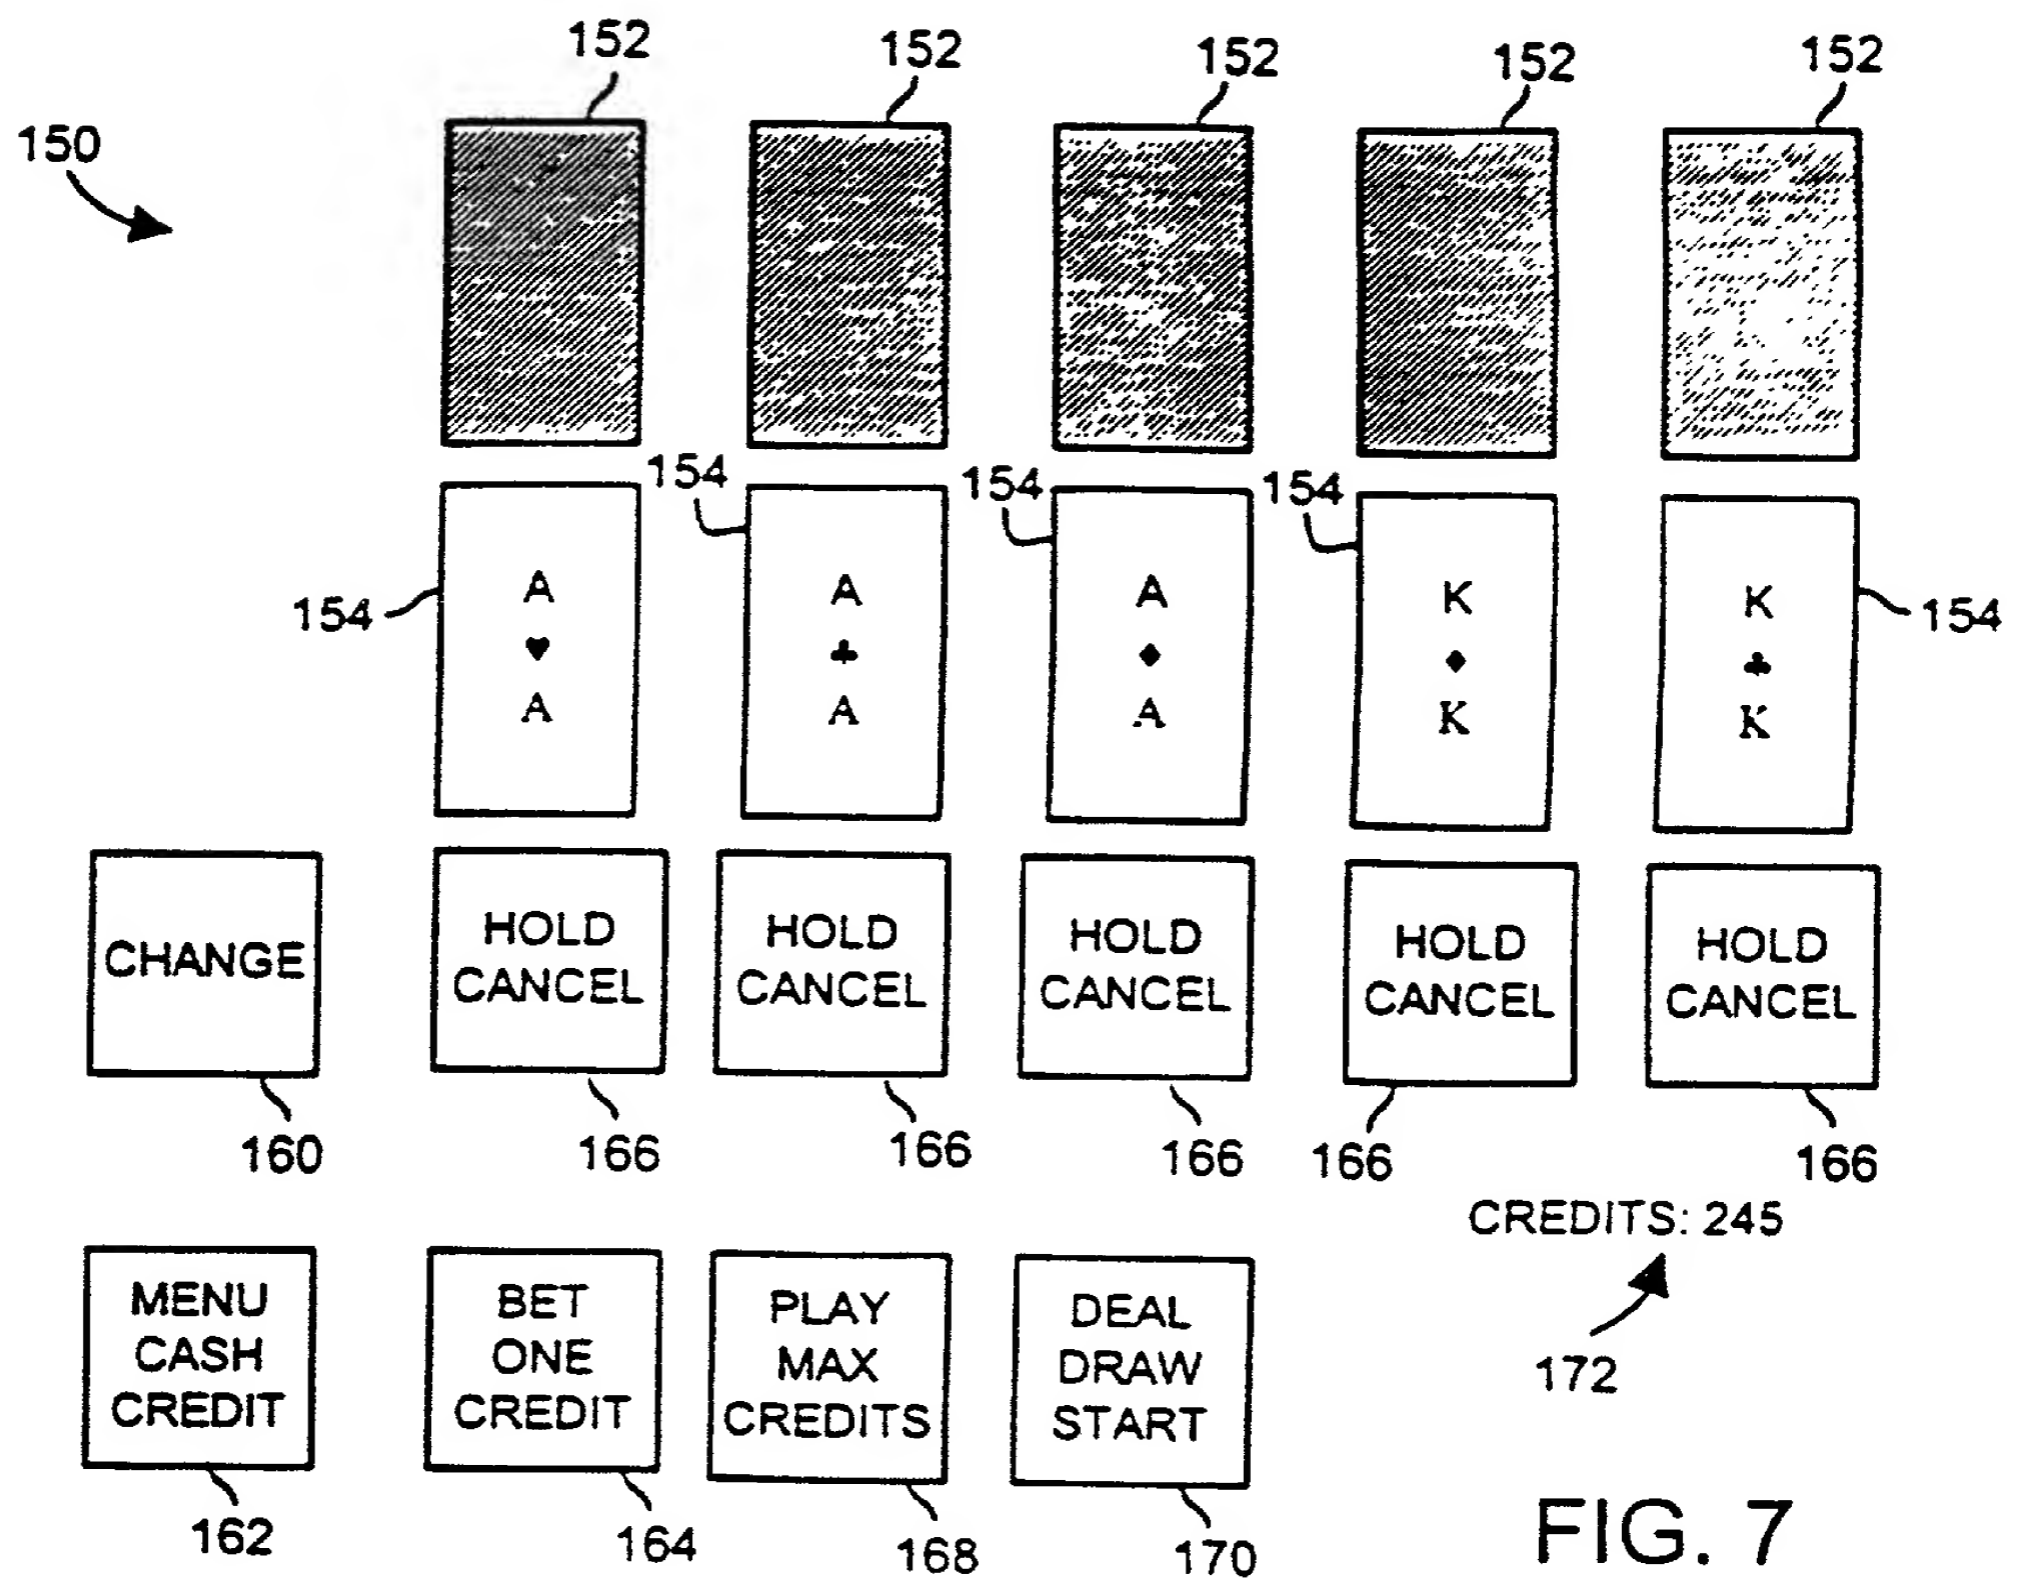 152 152 152 152 152
150
154 154 154
A A A K K
154 154
♥ ♣ ♦ ♦ ♣
A A A K K
CHANGE
HOLD CANCEL
HOLD CANCEL
HOLD CANCEL
HOLD CANCEL
HOLD CANCEL
160 166 166 166 166 166
CREDITS: 245
172
MENU
CASH
CREDIT
BET
ONE
CREDIT
PLAY
MAX
CREDITS
DEAL
DRAW
START
162 164 168 170
FIG. 7